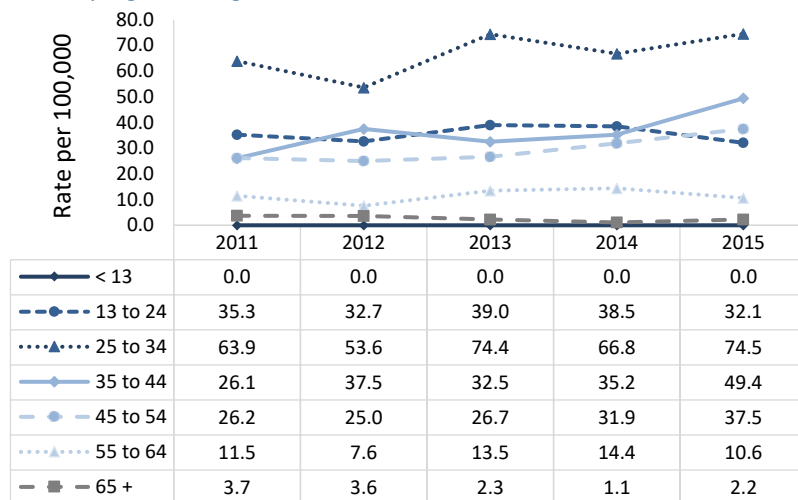 80.0
70.0
60.0
50.0
40.0
30.0
20.0
10.0
0.0
Rate per 100,000
2011 2012 2013 2014 2015
< 13 0.0 0.0 0.0 0.0 0.0
13 to 24 35.3 32.7 39.0 38.5 32.1
25 to 34 63.9 53.6 74.4 66.8 74.5
35 to 44 26.1 37.5 32.5 35.2 49.4
45 to 54 26.2 25.0 26.7 31.9 37.5
55 to 64 11.5 7.6 13.5 14.4 10.6
65 + 3.7 3.6 2.3 1.1 2.2